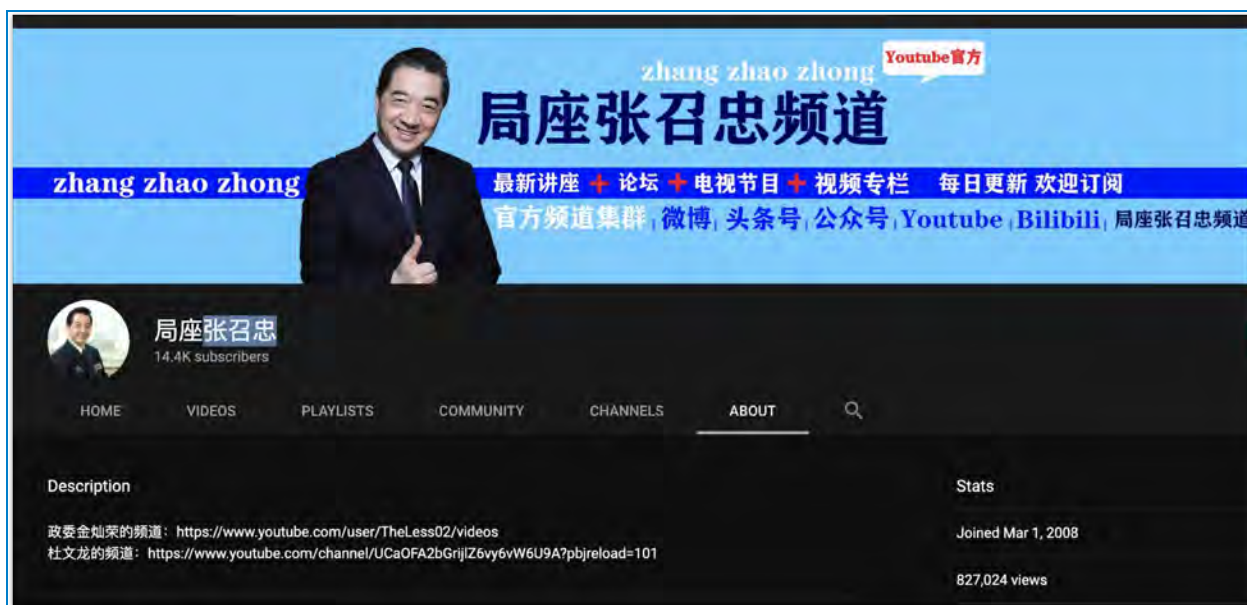 Youtube官方
zhang zhao zhong
局座张召忠频道
zhang zhao zhong
最新讲座 + 论坛 + 电视节目 + 视频专栏 每日更新 欢迎订阅
官方频道集群 | 微博 | 头条号 | 公众号 | Youtube | Bilibili | 局座张召忠频道
局座张召忠
14.4K subscribers
HOME VIDEOS PLAYLISTS COMMUNITY CHANNELS ABOUT
Description
政委金灿荣的频道：https://www.youtube.com/user/TheLess02/videos
杜文龙的频道：https://www.youtube.com/channel/UCaOFA2bGrijlZ6vy6vW6U9A?pbjreload=101
Stats
Joined Mar 1, 2008
827,024 views